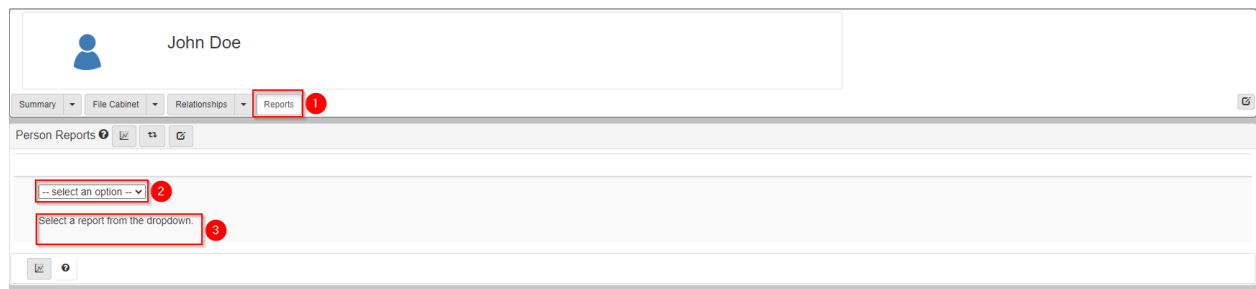 John Doe
Summary File Cabinet Relationships Reports 1
Person Reports
-- select an option -- 2
Select a report from the dropdown. 3